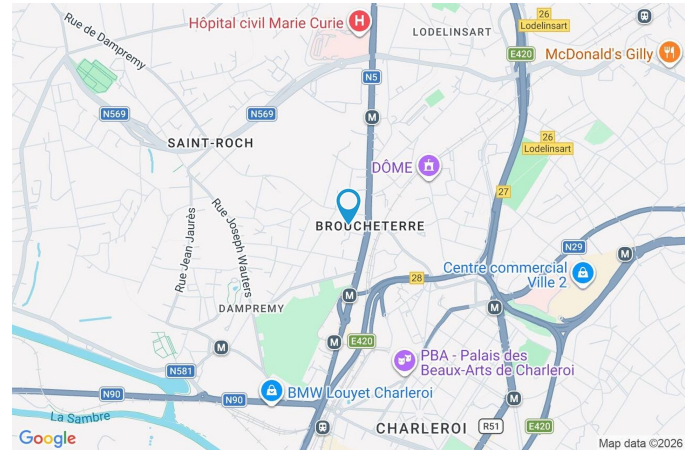 Rue de Dampremy
Hôpital civil Marie Curie
H
LODELINSART
26
Lodelinsart
E420
McDonald's Gilly
N5
N569
N569
M
SAINT-ROCH
26
Lodelinsart
DÔME
27
Rue Joseph Wauters
Rue Jean Jaurès
BROUCHETERRE
N29
M
Centre commercial
Ville 2
28
M
M
DAMPREMY
M
E420
M
PBA - Palais des
Beaux-Arts de Charleroi
N581
N90
N90
BMW Louyet Charleroi
M
La Sambre
CHARLEROI
R51
E420
Google
Map data ©2026